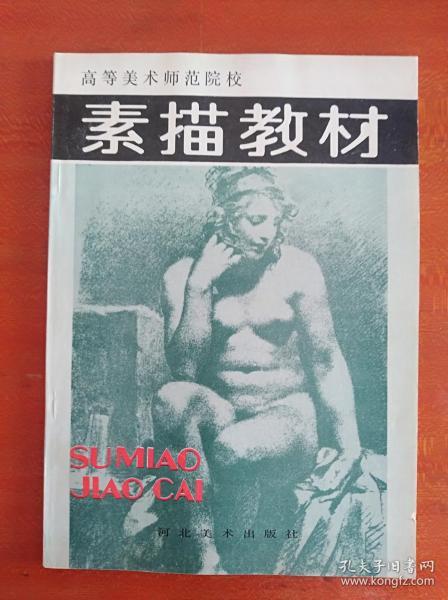 高等美术师范院校
素描教材
SUMIAO
JIAO CAI
河北美术出版社
孔夫子旧书网
www.kongfz.com